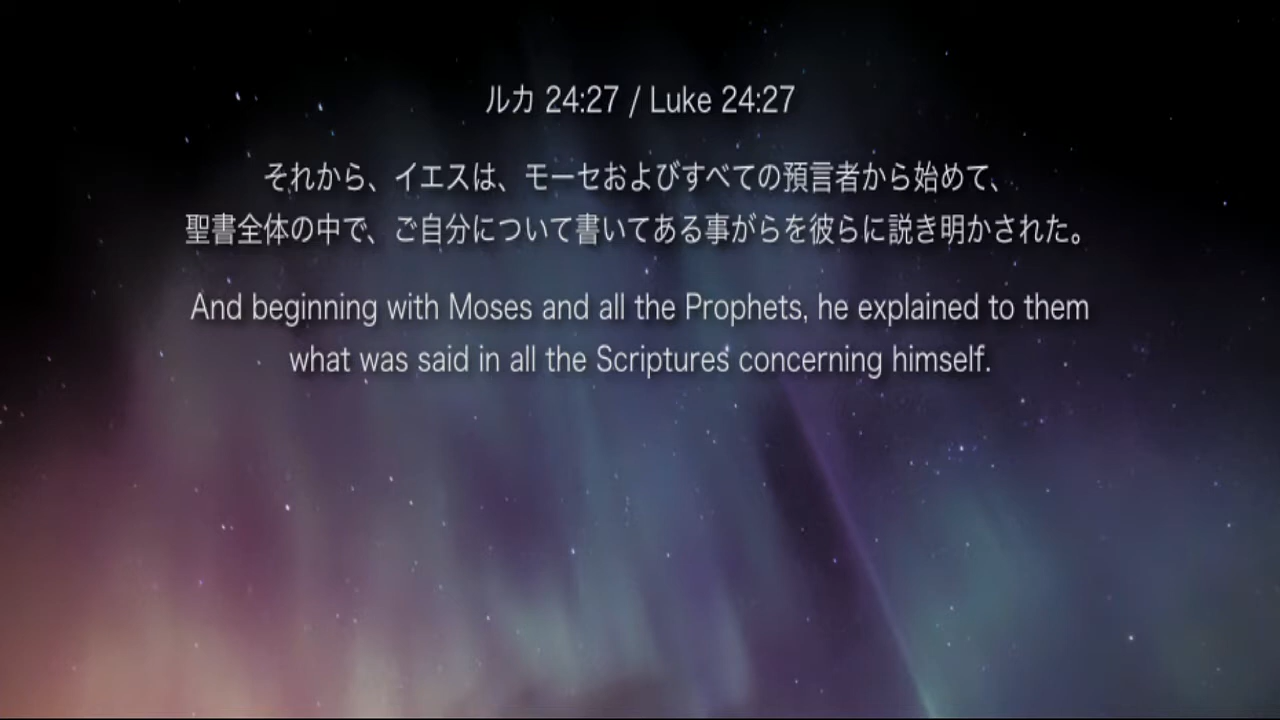 ルカ 24:27 / Luke 24:27
それから、イエスは、モーセおよびすべての預言者から始めて、
聖書全体の中で、ご自分について書いてある事がらを彼らに説き明かされた。
And beginning with Moses and all the Prophets, he explained to them
what was said in all the Scriptures concerning himself.